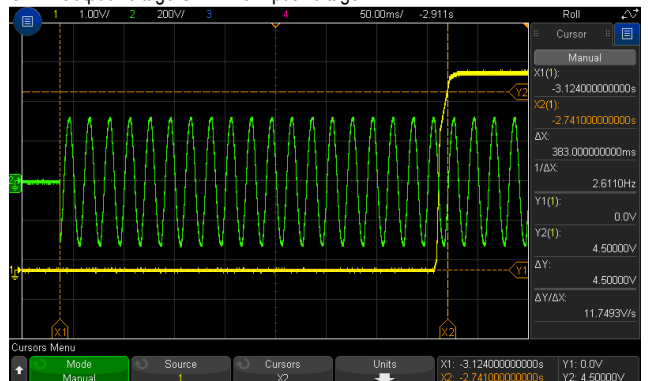 1 1.00V/ 2 200V/ 3 4 50.00ms/ -2.911s Roll
Cursor
Manual
X1(1):
-3.124000000000s
X2(1):
-2.741000000000s
ΔX:
383.000000000ms
1/ΔX:
2.6110Hz
Y1(1):
0.0V
Y2(1):
4.50000V
ΔY:
4.50000V
ΔY/ΔX:
11.7493V/s
Y2
Y1
X1 X2
Cursors Menu
Mode Source Cursors Units X1: -3.124000000000s Y1: 0.0V
Manual 1 X2 X2: -2.741000000000s Y2: 4.50000V